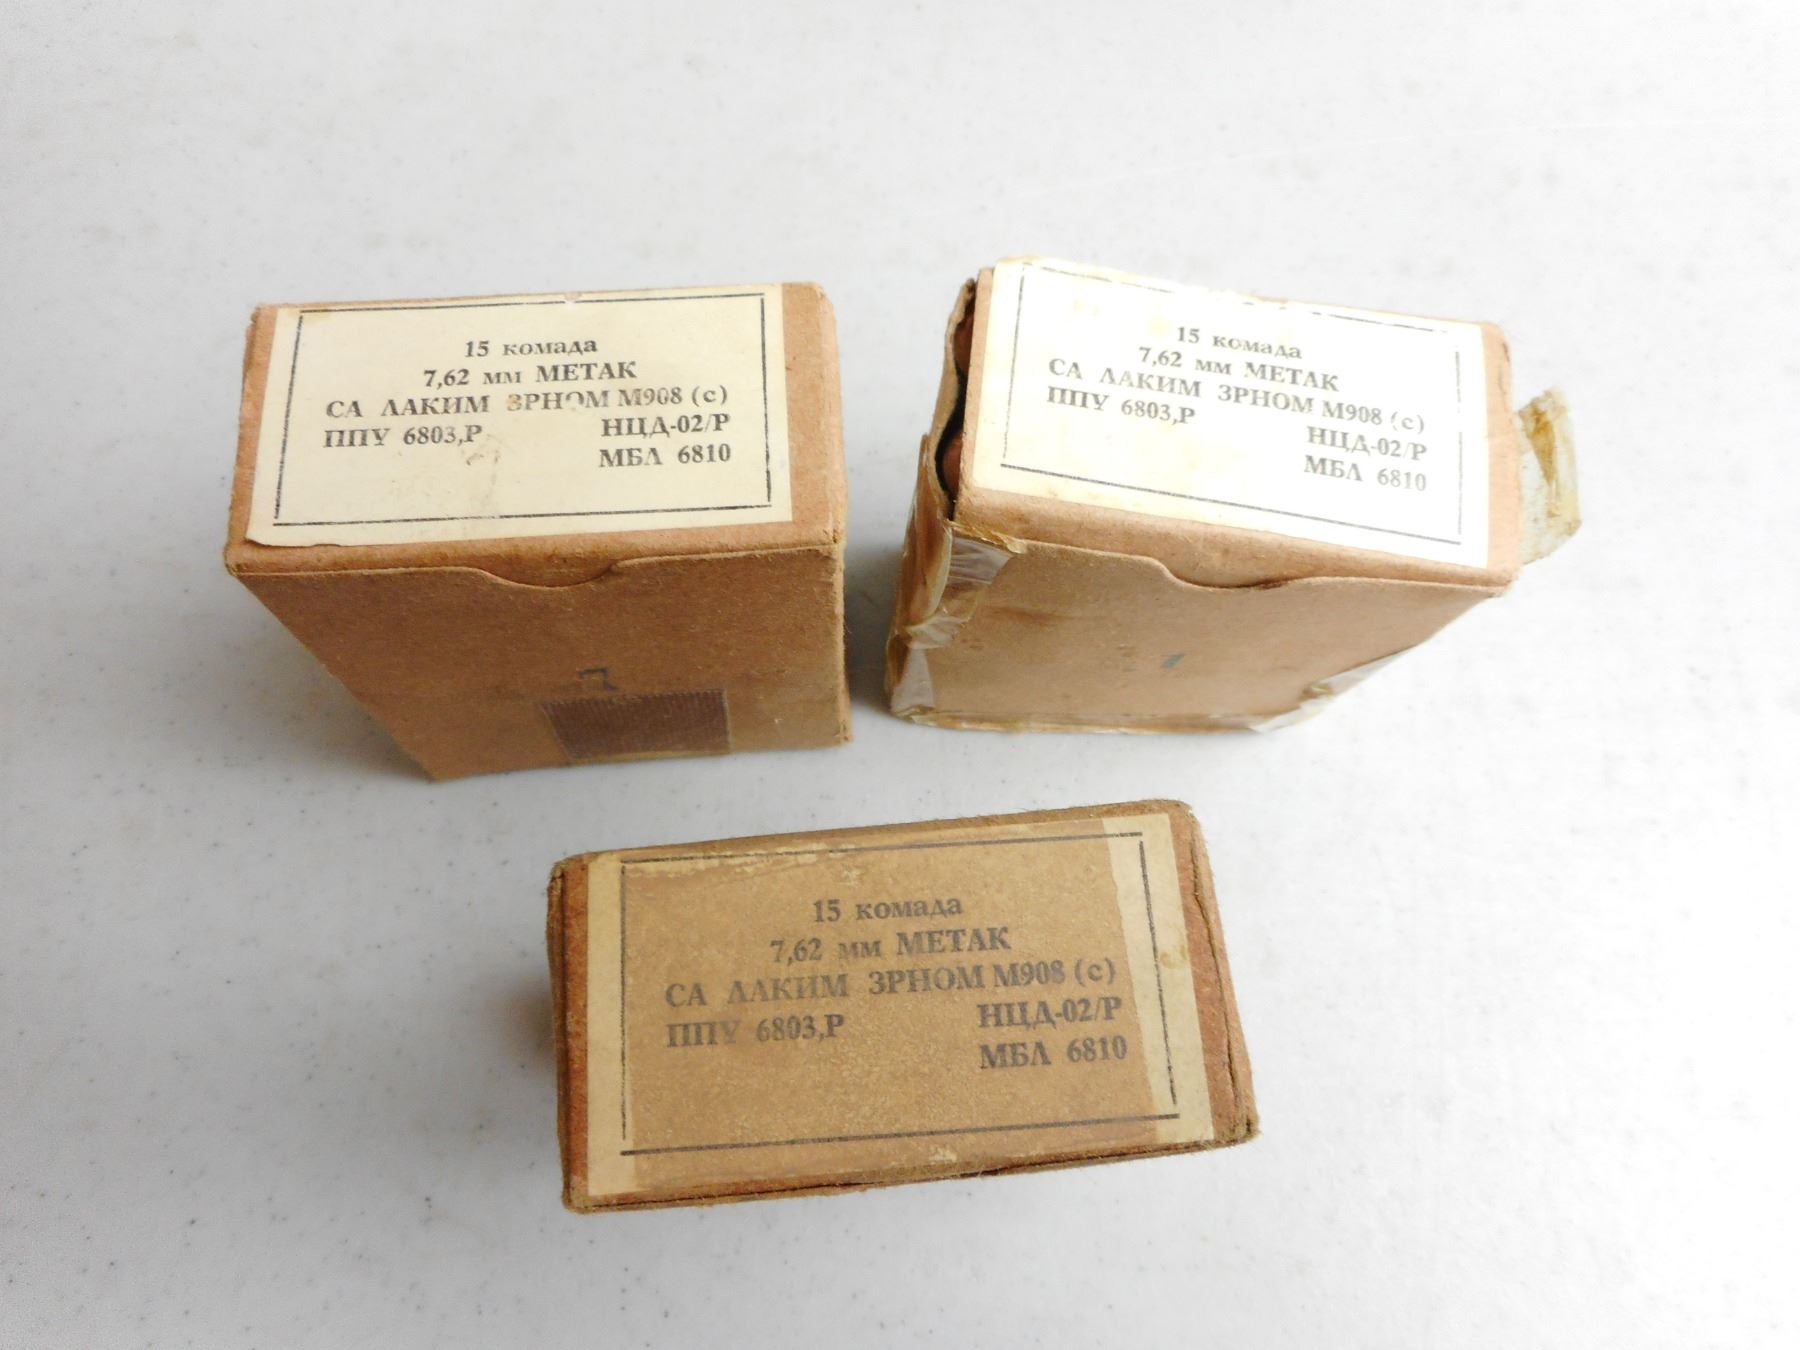 15 комада
7,62 мм МЕТАК
СА ЛАКИМ ЗРНОМ М908 (с)
ППУ 6803,Р НЦД-02/Р
МБЛ 6810
7
15 комада
7,62 мм МЕТАК
СА ЛАКИМ ЗРНОМ М908 (с)
ППУ 6803,Р НЦД-02/Р
МБЛ 6810
15 комада
7,62 мм МЕТАК
СА ЛАКИМ ЗРНОМ М908 (с)
ППУ 6803,Р НЦД-02/Р
МБЛ 6810